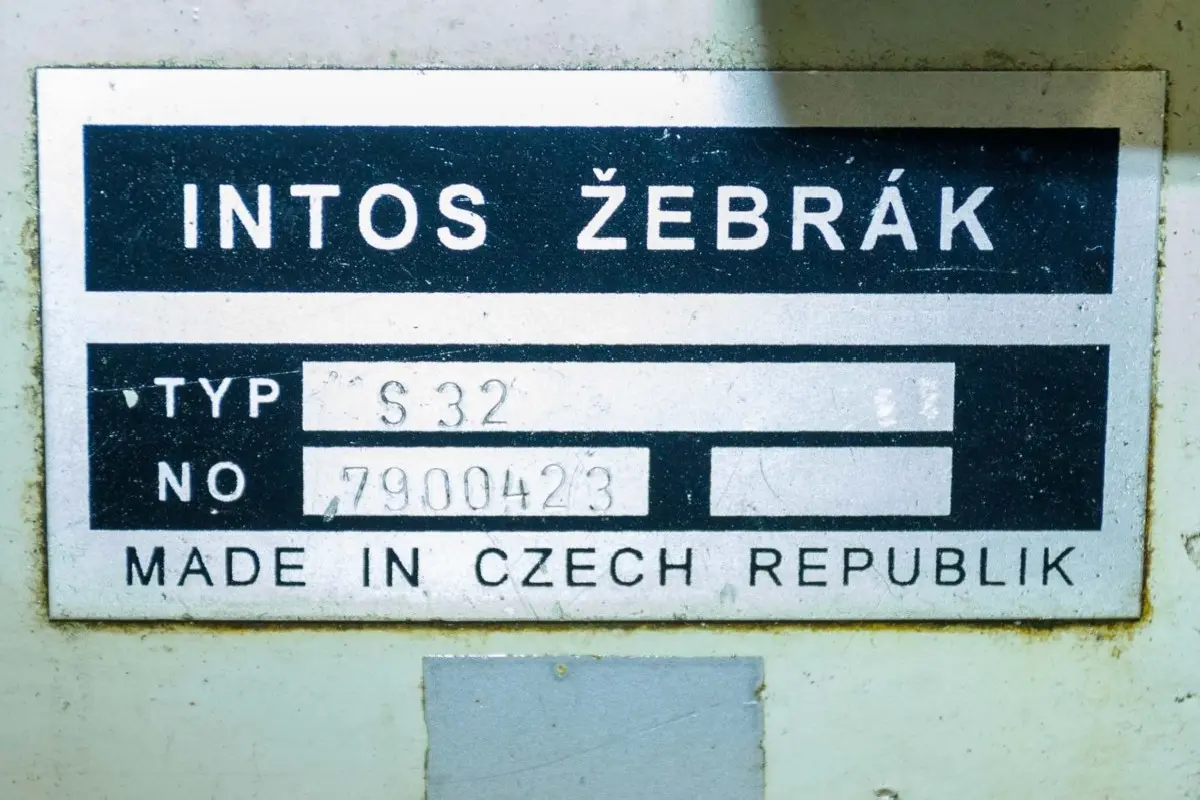 INTOS ŽEBRÁK
TYP S 32
NO 7900423
MADE IN CZECH REPUBLIK